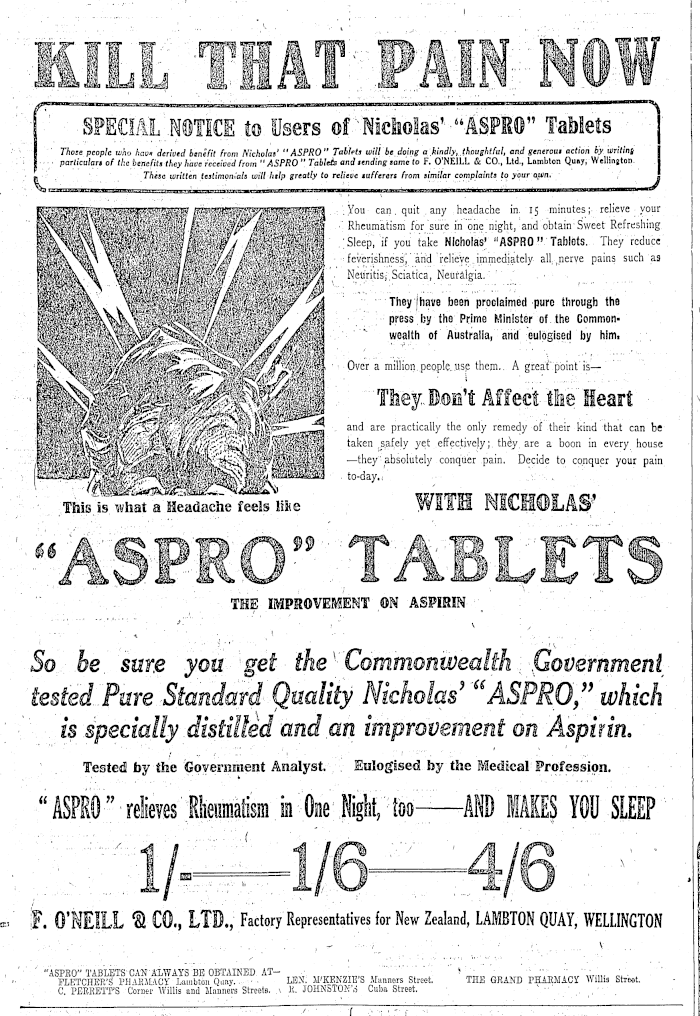 KILL THAT PAIN NOW
SPECIAL NOTICE to Users of Nicholas' "ASPRO" Tablets
Those people who have derived benefit from Nicholas' "ASPRO" Tablets will be doing a kindly, thoughtful, and generous action by writing
particulars of the benefits they have received from "ASPRO" Tablets and sending same to F. O'NEILL & CO., Ltd., Lambton Quay, Wellington.
These written testimonials will help greatly to relieve sufferers from similar complaints to your own.
You can quit any headache in 15 minutes; relieve your
Rheumatism for sure in one night, and obtain Sweet Refreshing
Sleep, if you take Nicholas' "ASPRO" Tablets. They reduce
feverishness, and relieve immediately all nerve pains such as
Neuritis, Sciatica, Neuralgia.
They have been proclaimed pure through the
press by the Prime Minister of the Common-
wealth of Australia, and eulogised by him.
Over a million people use them. A great point is—
They Don't Affect the Heart
and are practically the only remedy of their kind that can be
taken safely yet effectively; they are a boon in every house
—they absolutely conquer pain. Decide to conquer your pain
to-day.
This is what a Headache feels like
WITH NICHOLAS'
"ASPRO" TABLETS
THE IMPROVEMENT ON ASPIRIN
So be sure you get the Commonwealth Government
tested Pure Standard Quality Nicholas' "ASPRO," which
is specially distilled and an improvement on Aspirin.
Tested by the Government Analyst. Eulogised by the Medical Profession.
"ASPRO" relieves Rheumatism in One Night, too——AND MAKES YOU SLEEP
1/-——1/6——4/6
F. O'NEILL & CO., LTD., Factory Representatives for New Zealand, LAMBTON QUAY, WELLINGTON
"ASPRO" TABLETS CAN ALWAYS BE OBTAINED AT—
FLETCHER'S PHARMACY Lambton Quay. LEN. M'KENZIE'S Manners Street. THE GRAND PHARMACY Willis Street.
C. PERRETT'S Corner Willis and Manners Streets. R. JOHNSTON'S Cuba Street.